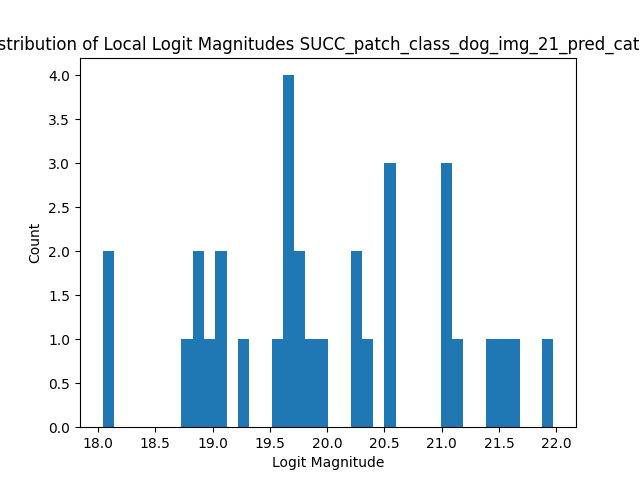 stribution of Local Logit Magnitudes SUCC_patch_class_dog_img_21_pred_cat
4.0
3.5
3.0
2.5
2.0
1.5
1.0
0.5
0.0
Count
18.0 18.5 19.0 19.5 20.0 20.5 21.0 21.5 22.0
Logit Magnitude